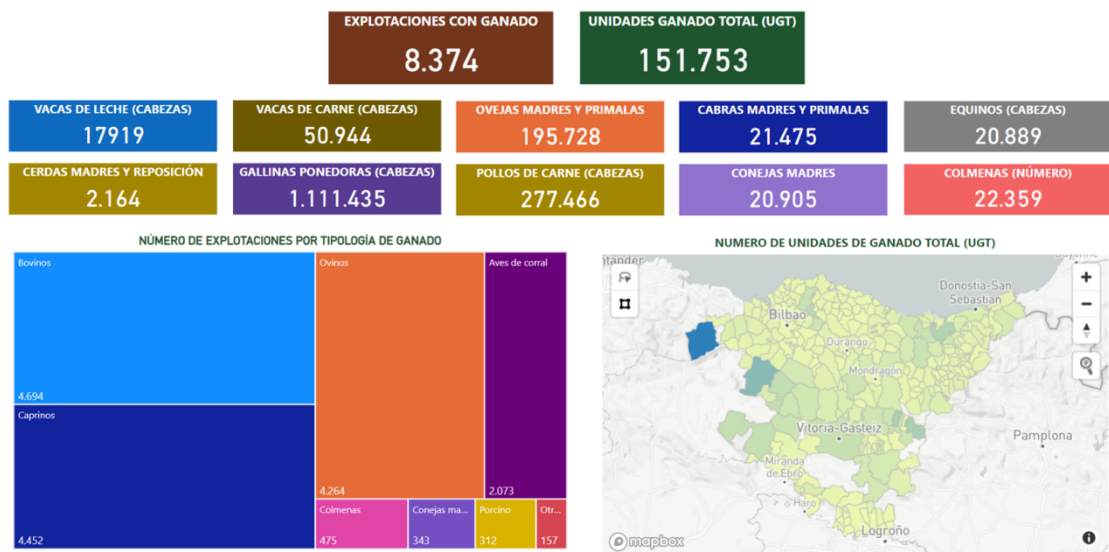 EXPLOTACIONES CON GANADO
8.374
UNIDADES GANADO TOTAL (UGT)
151.753
VACAS DE LECHE (CABEZAS)
17919
VACAS DE CARNE (CABEZAS)
50.944
OVEJAS MADRES Y PRIMALAS
195.728
CABRAS MADRES Y PRIMALAS
21.475
EQUINOS (CABEZAS)
20.889
CERDAS MADRES Y REPOSICIÓN
2.164
GALLINAS PONEDORAS (CABEZAS)
1.111.435
POLLOS DE CARNE (CABEZAS)
277.466
CONEJAS MADRES
20.905
COLMENAS (NÚMERO)
22.359
NÚMERO DE EXPLOTACIONES POR TIPOLOGÍA DE GANADO
Bovinos
4.694
Caprinos
4.452
Ovinos
4.264
Aves de corral
2.073
Colmenas
475
Conejas ma...
343
Porcino
312
Otr...
157
NUMERO DE UNIDADES DE GANADO TOTAL (UGT)
ntander
Donostia-San
Sebastián
Bilbao
Durango
Mondragón
Vitoria-Gasteiz
Pamplona
Miranda
de Ebro
Haro
Logroño
mapbox